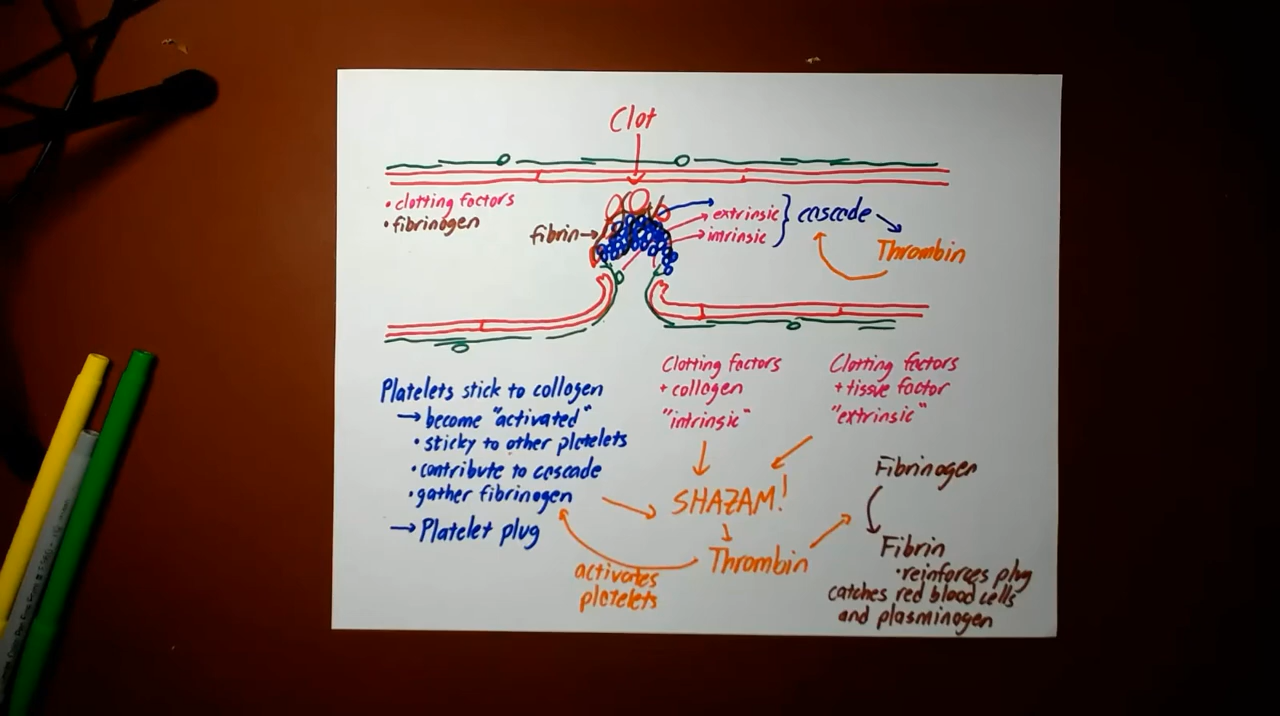 Clot
• clotting factors
• fibrinogen
fibrin
extrinsic
intrinsic
cascade
Thrombin
Platelets stick to collagen
→ become "activated"
• sticky to other platelets
• contribute to cascade
• gather fibrinogen
→ Platelet plug
Clotting factors
+ collagen
"intrinsic"
Clotting factors
+ tissue factor
"extrinsic"
SHAZAM!
Thrombin
activates
platelets
Fibrinogen
Fibrin
• reinforces plug
catches red blood cells
and plasminogen